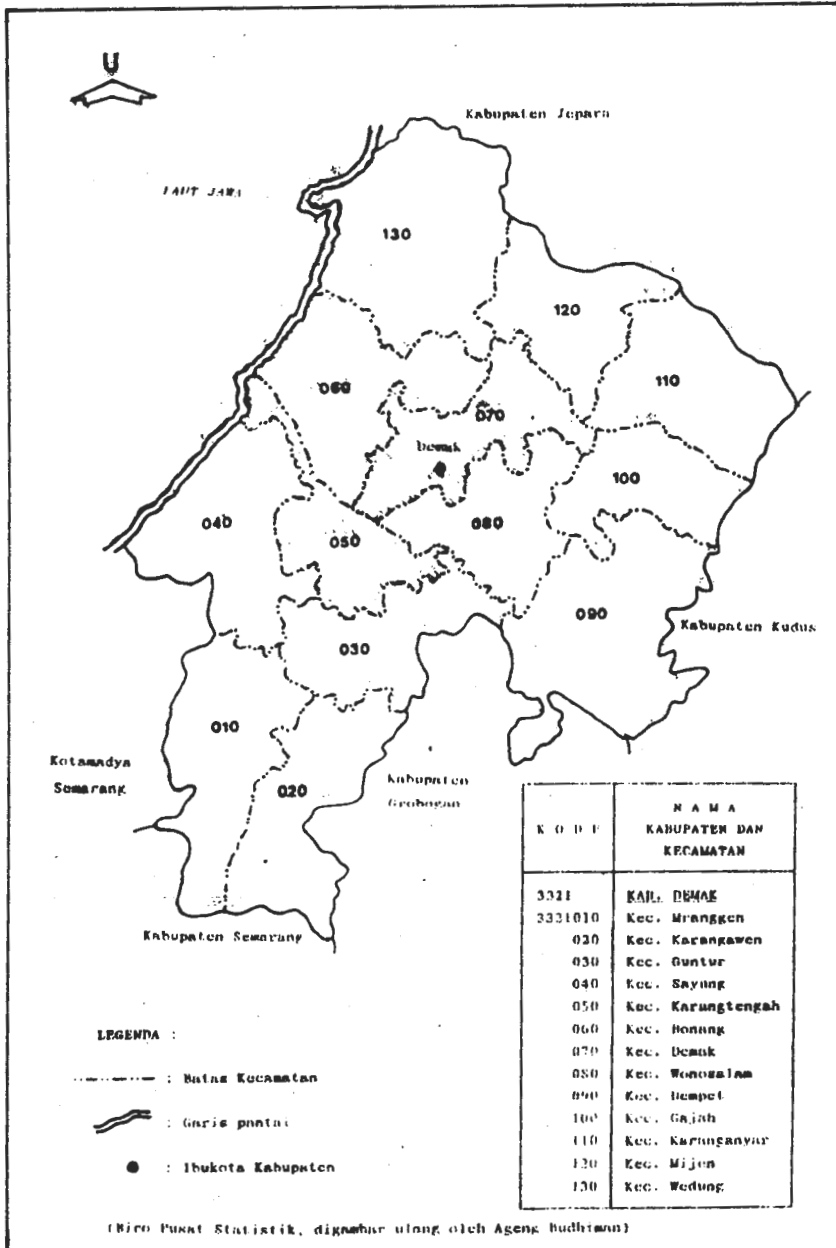 U
Kabupaten Jepara
LAUT JAWA
130
120
110
060
070
Demak
100
040
050
080
090
Kabupaten Kudus
030
010
Kotamadya
Semarang
020
Kabupaten
Grobogan
Kabupaten Semarang
K O D E
N A M A
KABUPATEN DAN
KECAMATAN
3321 KAB. DEMAK
3321010 Kec. Mranggen
020 Kec. Karangawen
030 Kec. Guntur
040 Kec. Sayung
050 Kec. Karangtengah
060 Kec. Bonang
070 Kec. Demak
080 Kec. Wonosalam
090 Kec. Dempet
100 Kec. Gajah
110 Kec. Karanganyar
120 Kec. Mijen
130 Kec. Wedung
LEGENDA :
: Batas Kecamatan
: Garis pantai
: Ibukota Kabupaten
(Biro Pusat Statistik, digambar ulang oleh Ageng Budhiman)